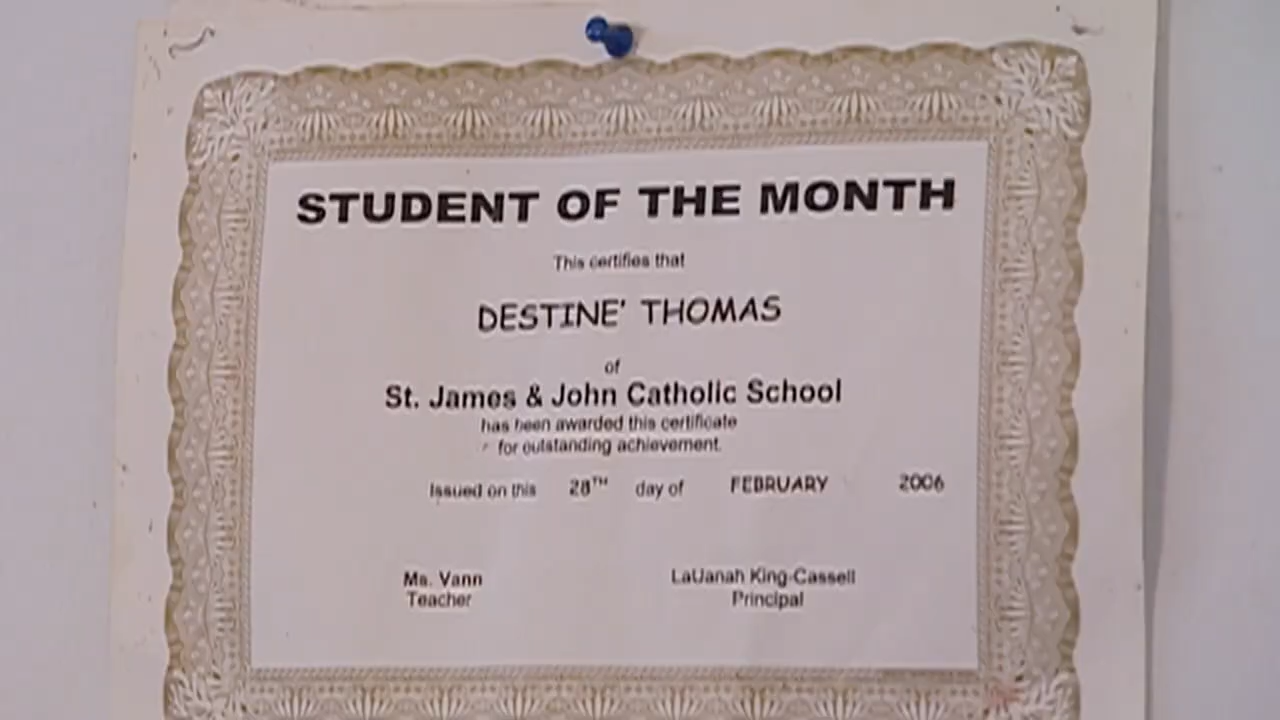 STUDENT OF THE MONTH
This certifies that
DESTINE' THOMAS
of
St. James & John Catholic School
has been awarded this certificate
for outstanding achievement.
Issued on this 28TH day of FEBRUARY 2006
Ms. Vann LaUanah King-Cassell
Teacher Principal